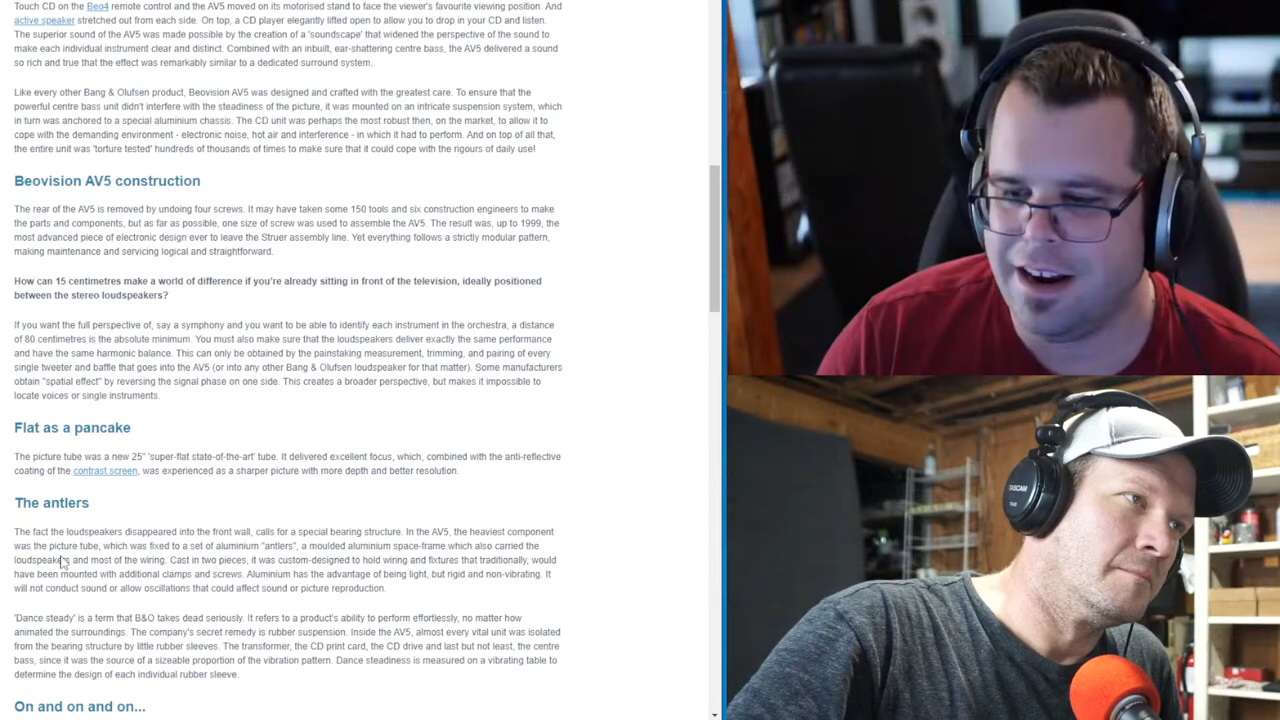 Touch CD on the Beo4 remote control and the AV5 moved on its motorised stand to face the viewer's favourite viewing position. And
active speaker stretched out from each side. On top, a CD player elegantly lifted open to allow you to drop in your CD and listen.
The superior sound of the AV5 was made possible by the creation of a 'soundscape' that widened the perspective of the sound to
make each individual instrument clear and distinct. Combined with an inbuilt, ear-shattering centre bass, the AV5 delivered a sound
so rich and true that the effect was remarkably similar to a dedicated surround system.
Like every other Bang & Olufsen product, Beovision AV5 was designed and crafted with the greatest care. To ensure that the
powerful centre bass unit didn't interfere with the steadiness of the picture, it was mounted on an intricate suspension system, which
in turn was anchored to a special aluminium chassis. The CD unit was perhaps the most robust then, on the market, to allow it to
cope with the demanding environment - electronic noise, hot air and interference - in which it had to perform. And on top of all that,
the entire unit was 'torture tested' hundreds of thousands of times to make sure that it could cope with the rigours of daily use!
Beovision AV5 construction
The rear of the AV5 is removed by undoing four screws. It may have taken some 150 tools and six construction engineers to make
the parts and components, but as far as possible, one size of screw was used to assemble the AV5. The result was, up to 1999, the
most advanced piece of electronic design ever to leave the Struer assembly line. Yet everything follows a strictly modular pattern,
making maintenance and servicing logical and straightforward.
How can 15 centimetres make a world of difference if you're already sitting in front of the television, ideally positioned
between the stereo loudspeakers?
If you want the full perspective of, say a symphony and you want to be able to identify each instrument in the orchestra, a distance
of 80 centimetres is the absolute minimum. You must also make sure that the loudspeakers deliver exactly the same performance
and have the same harmonic balance. This can only be obtained by the painstaking measurement, trimming, and pairing of every
single tweeter and baffle that goes into the AV5 (or into any other Bang & Olufsen loudspeaker for that matter). Some manufacturers
obtain "spatial effect" by reversing the signal phase on one side. This creates a broader perspective, but makes it impossible to
locate voices or single instruments.
Flat as a pancake
The picture tube was a new 25" 'super-flat state-of-the-art' tube. It delivered excellent focus, which, combined with the anti-reflective
coating of the contrast screen, was experienced as a sharper picture with more depth and better resolution.
The antlers
The fact the loudspeakers disappeared into the front wall, calls for a special bearing structure. In the AV5, the heaviest component
was the picture tube, which was fixed to a set of aluminium "antlers", a moulded aluminium space-frame which also carried the
loudspeakers and most of the wiring. Cast in two pieces, it was custom-designed to hold wiring and fixtures that traditionally, would
have been mounted with additional clamps and screws. Aluminium has the advantage of being light, but rigid and non-vibrating. It
will not conduct sound or allow oscillations that could affect sound or picture reproduction.
'Dance steady' is a term that B&O takes dead seriously. It refers to a product's ability to perform effortlessly, no matter how
animated the surroundings. The company's secret remedy is rubber suspension. Inside the AV5, almost every vital unit was isolated
from the bearing structure by little rubber sleeves. The transformer, the CD print card, the CD drive and last but not least, the centre
bass, since it was the source of a sizeable proportion of the vibration pattern. Dance steadiness is measured on a vibrating table to
determine the design of each individual rubber sleeve.
On and on and on...
TASCAM